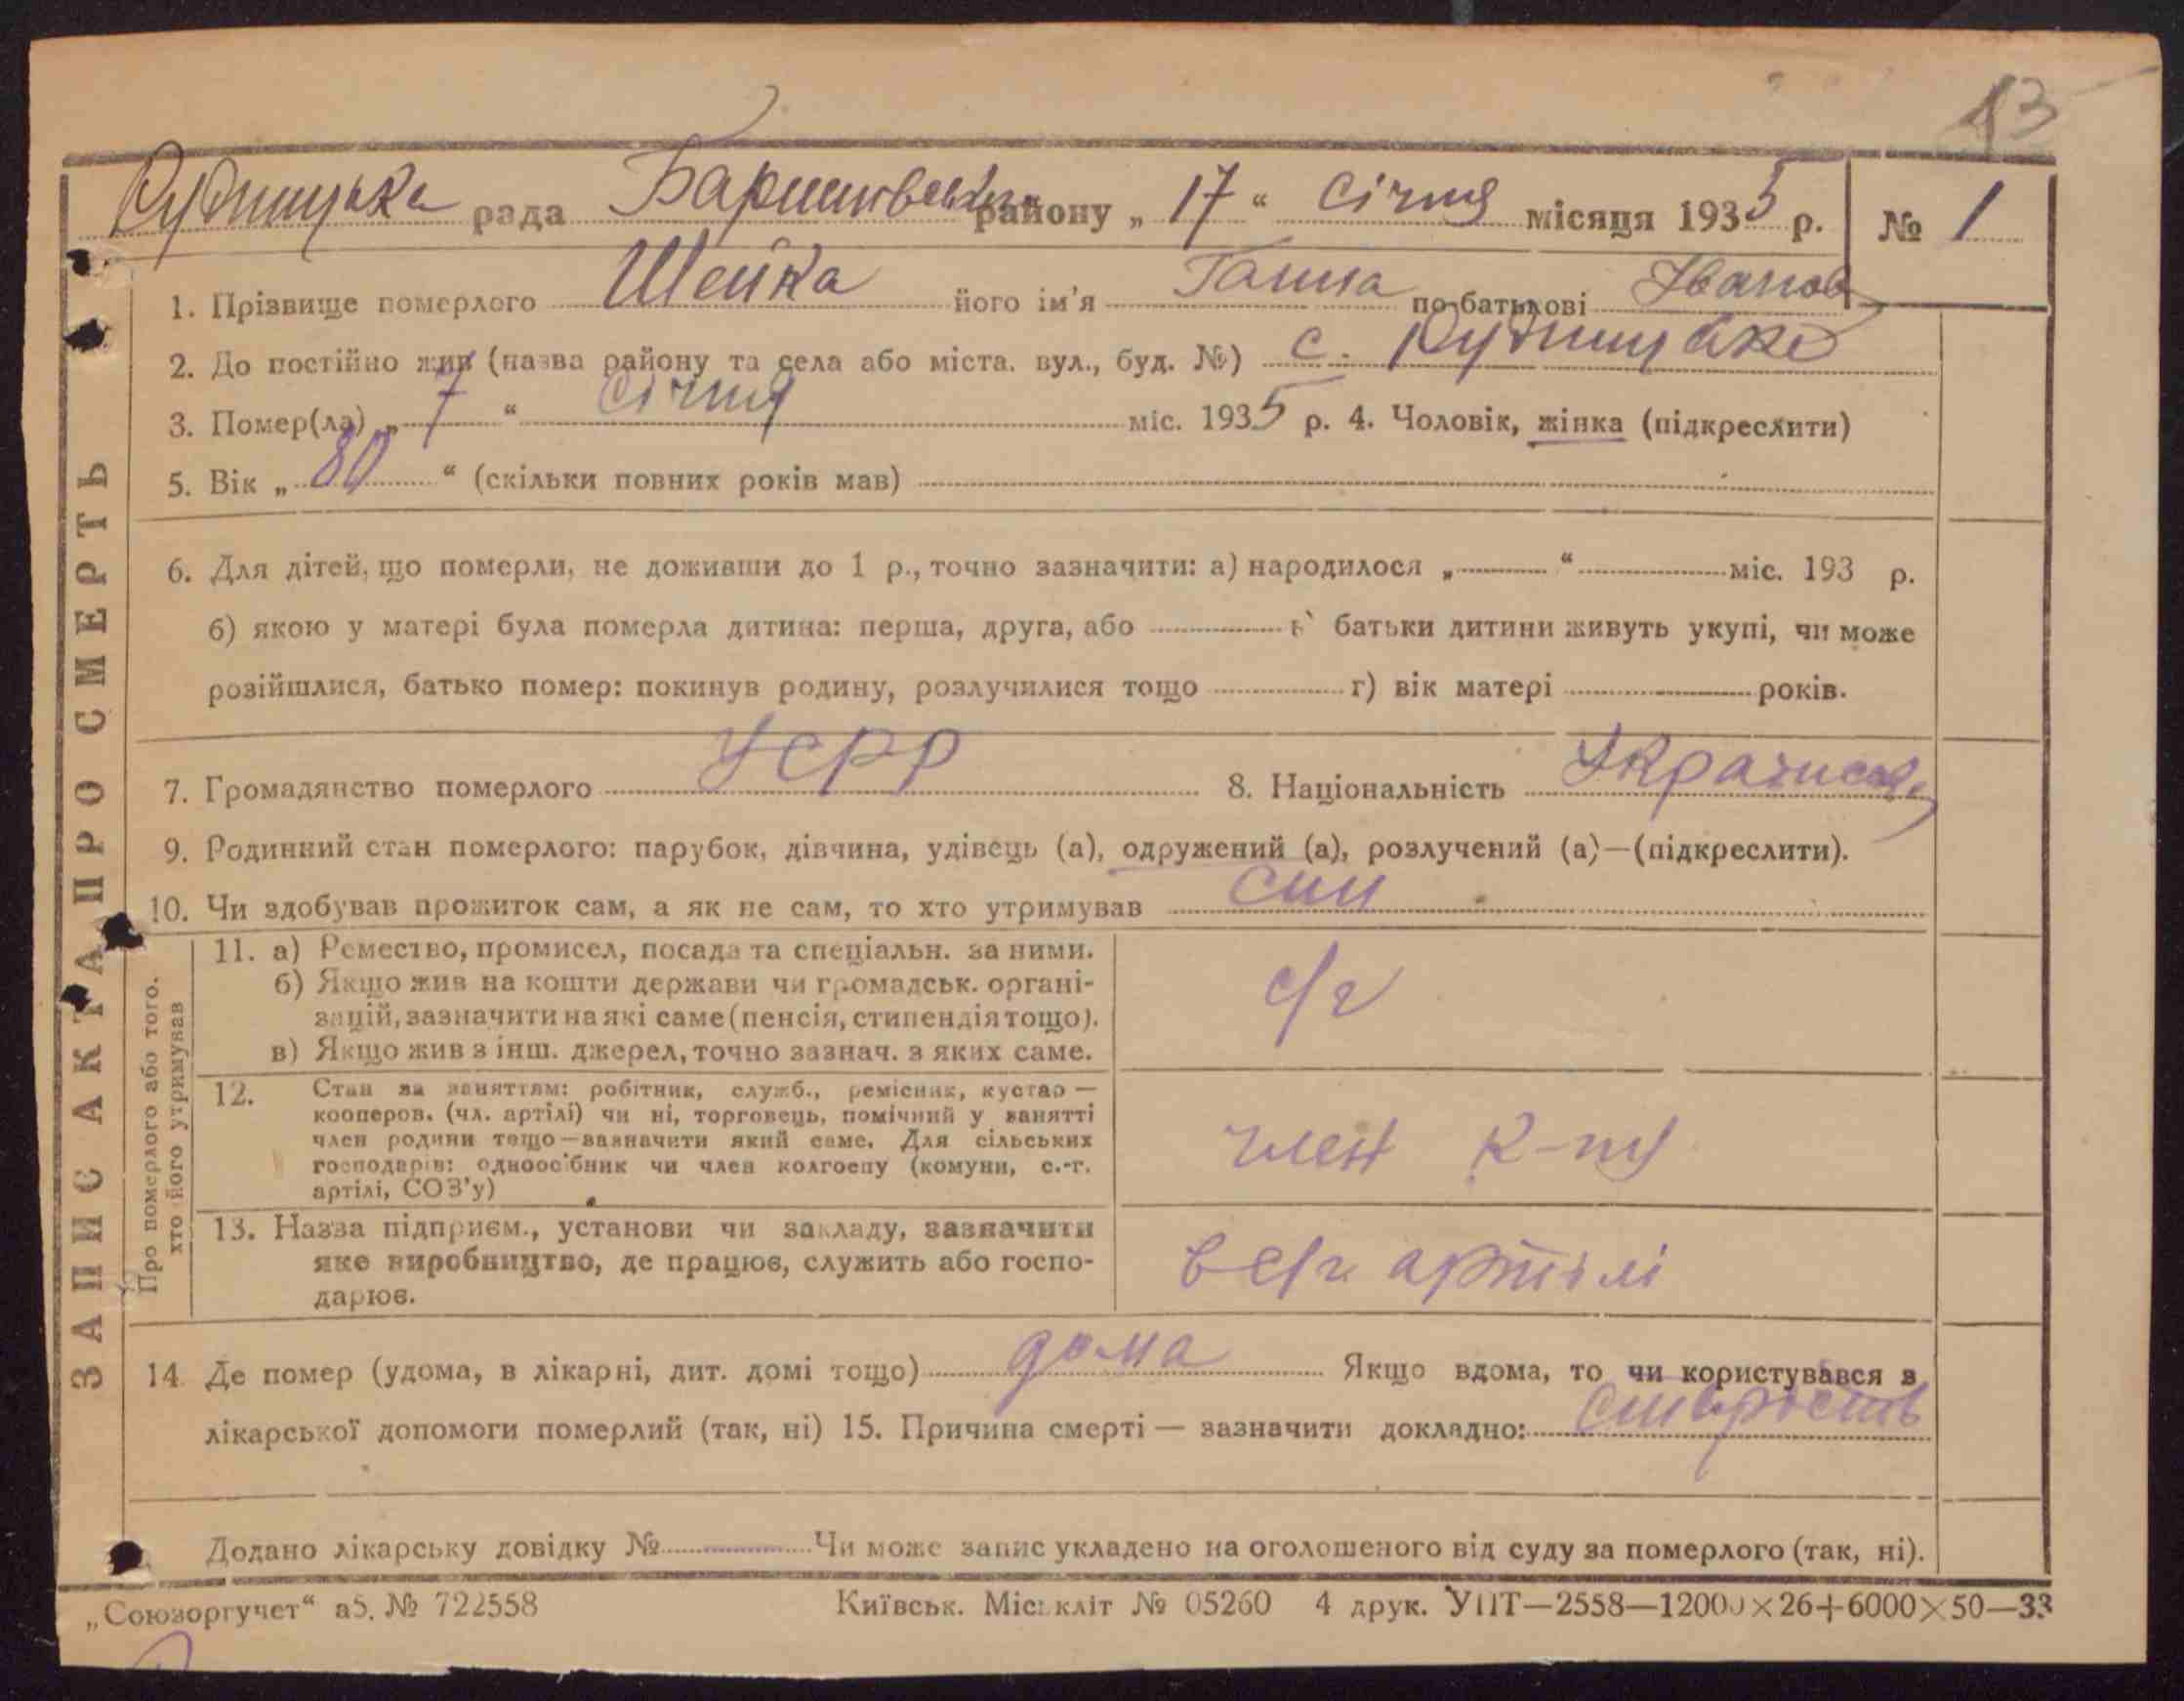 13
Рудницька рада Баришівськ району „ 17 “ Січня місяця 1935 р. № 1
1. Прізвище померлого Шейка його ім'я Ганна по-батькові Іванов
2. До постійно жив (назва району та села або міста. вул., буд. №) с. Рудницьке
3. Помер(ла) „ 7 “ Січня міс. 1935 р. 4. Чоловік, жінка (підкреслити)
5. Вік „ 80 “ (скільки повних років мав)
6. Для дітей, що померли, не доживши до 1 р., точно зазначити: а) народилося „ “ міс. 193 р.
б) якою у матері була померла дитина: перша, друга, або в` батьки дитини живуть укупі, чи може
розійшлися, батько помер: покинув родину, розлучилися тощо г) вік матері років.
7. Громадянство померлого УСРР 8. Національність Українськ
9. Родинний стан померлого: парубок, дівчина, удівець (а), одружений (а), розлучений (а)—(підкреслити).
10. Чи здобував прожиток сам, а як не сам, то хто утримував син
11. а) Ремество, промисел, посада та спеціальн. за ними.
б) Якщо жив на кошти держави чи громадськ. органі-
зацій, зазначити на які саме (пенсія, стипендія тощо).
в) Якщо жив з інш. джерел, точно зазнач. з яких саме.
с/г
12. Стан за заняттям: робітник, служб., ремісник, кустар —
кооперов. (чл. артілі) чи ні, торговець, помічний у занятті
член родини тощо—зазначити який саме. Для сільських
господарів: одноосібник чи член колгоспу (комуни, с.-г.
артілі, СОЗ'у)
член к-пу
13. Назва підприєм., установи чи закладу, зазначити
яке виробництво, де працює, служить або госпо-
дарює.
в с/г артілі
14. Де помер (удома, в лікарні, дит. домі тощо) дома Якщо вдома, то чи користувався з
лікарської допомоги померлий (так, ні) 15. Причина смерті — зазначити докладно: старость
Додано лікарську довідку № Чи може запис укладено на оголошеного від суду за померлого (так, ні).
„Союзоргучет“ а5. № 722558 Київськ. Міськліт № 05260 4 друк. УПТ—2558—12000×26+6000×50—33
ЗАПИС АКТА ПРО СМЕРТЬ
Про померлого або того.
хто його утримував